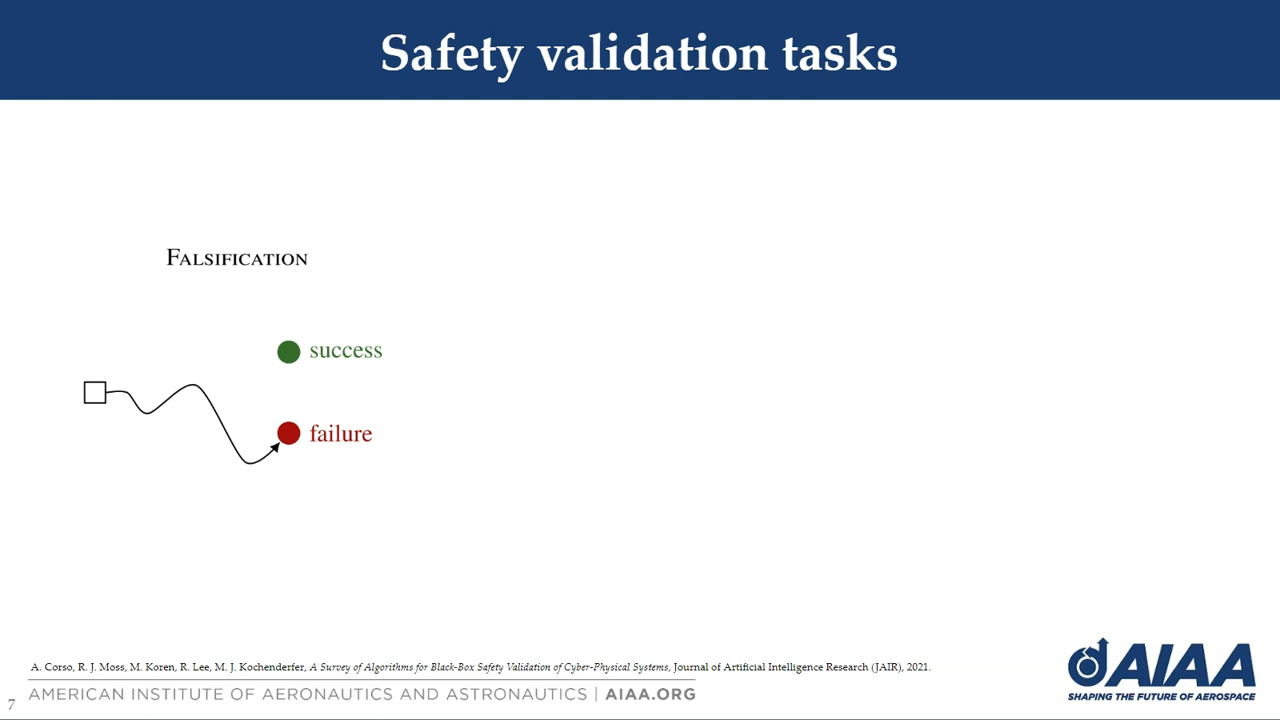 Safety validation tasks
FALSIFICATION
success
failure
A. Corso, R. J. Moss, M. Koren, R. Lee, M. J. Kochenderfer, A Survey of Algorithms for Black-Box Safety Validation of Cyber-Physical Systems, Journal of Artificial Intelligence Research (JAIR), 2021.
7
AMERICAN INSTITUTE OF AERONAUTICS AND ASTRONAUTICS | AIAA.ORG
AIAA
SHAPING THE FUTURE OF AEROSPACE